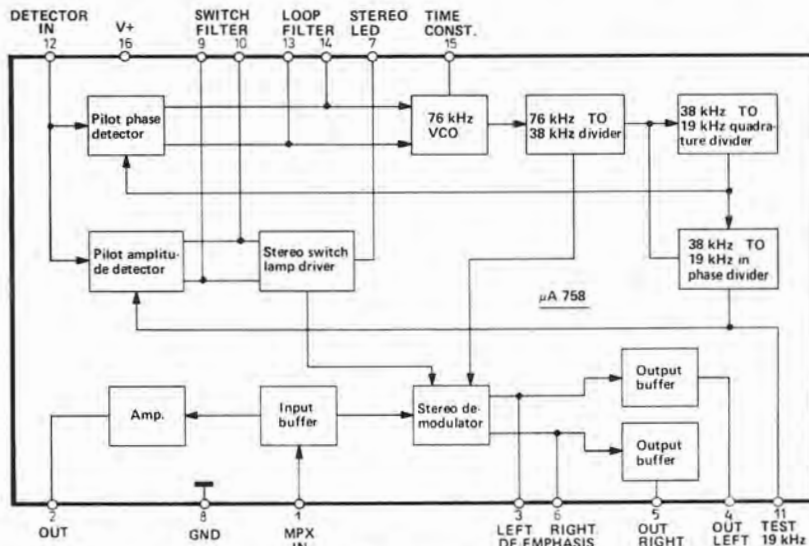 DETECTOR IN 12
V+ 16
SWITCH FILTER 9 10
LOOP FILTER 13 14
STEREO LED 7
TIME CONST. 15
Pilot phase
detector
76 kHz
VCO
76 kHz TO
38 kHz divider
38 kHz TO
19 kHz quadra-
ture divider
Pilot amplitu-
de detector
Stereo switch
lamp driver
38 kHz TO
19 kHz in
phase divider
μA 758
Amp.
Input
buffer
Stereo de-
modulator
Output
buffer
Output
buffer
2 OUT
8 GND
1 MPX IN
3 LEFT 6 RIGHT
DE-EMPHASIS
5 OUT RIGHT
4 OUT LEFT
11 TEST 19 kHz